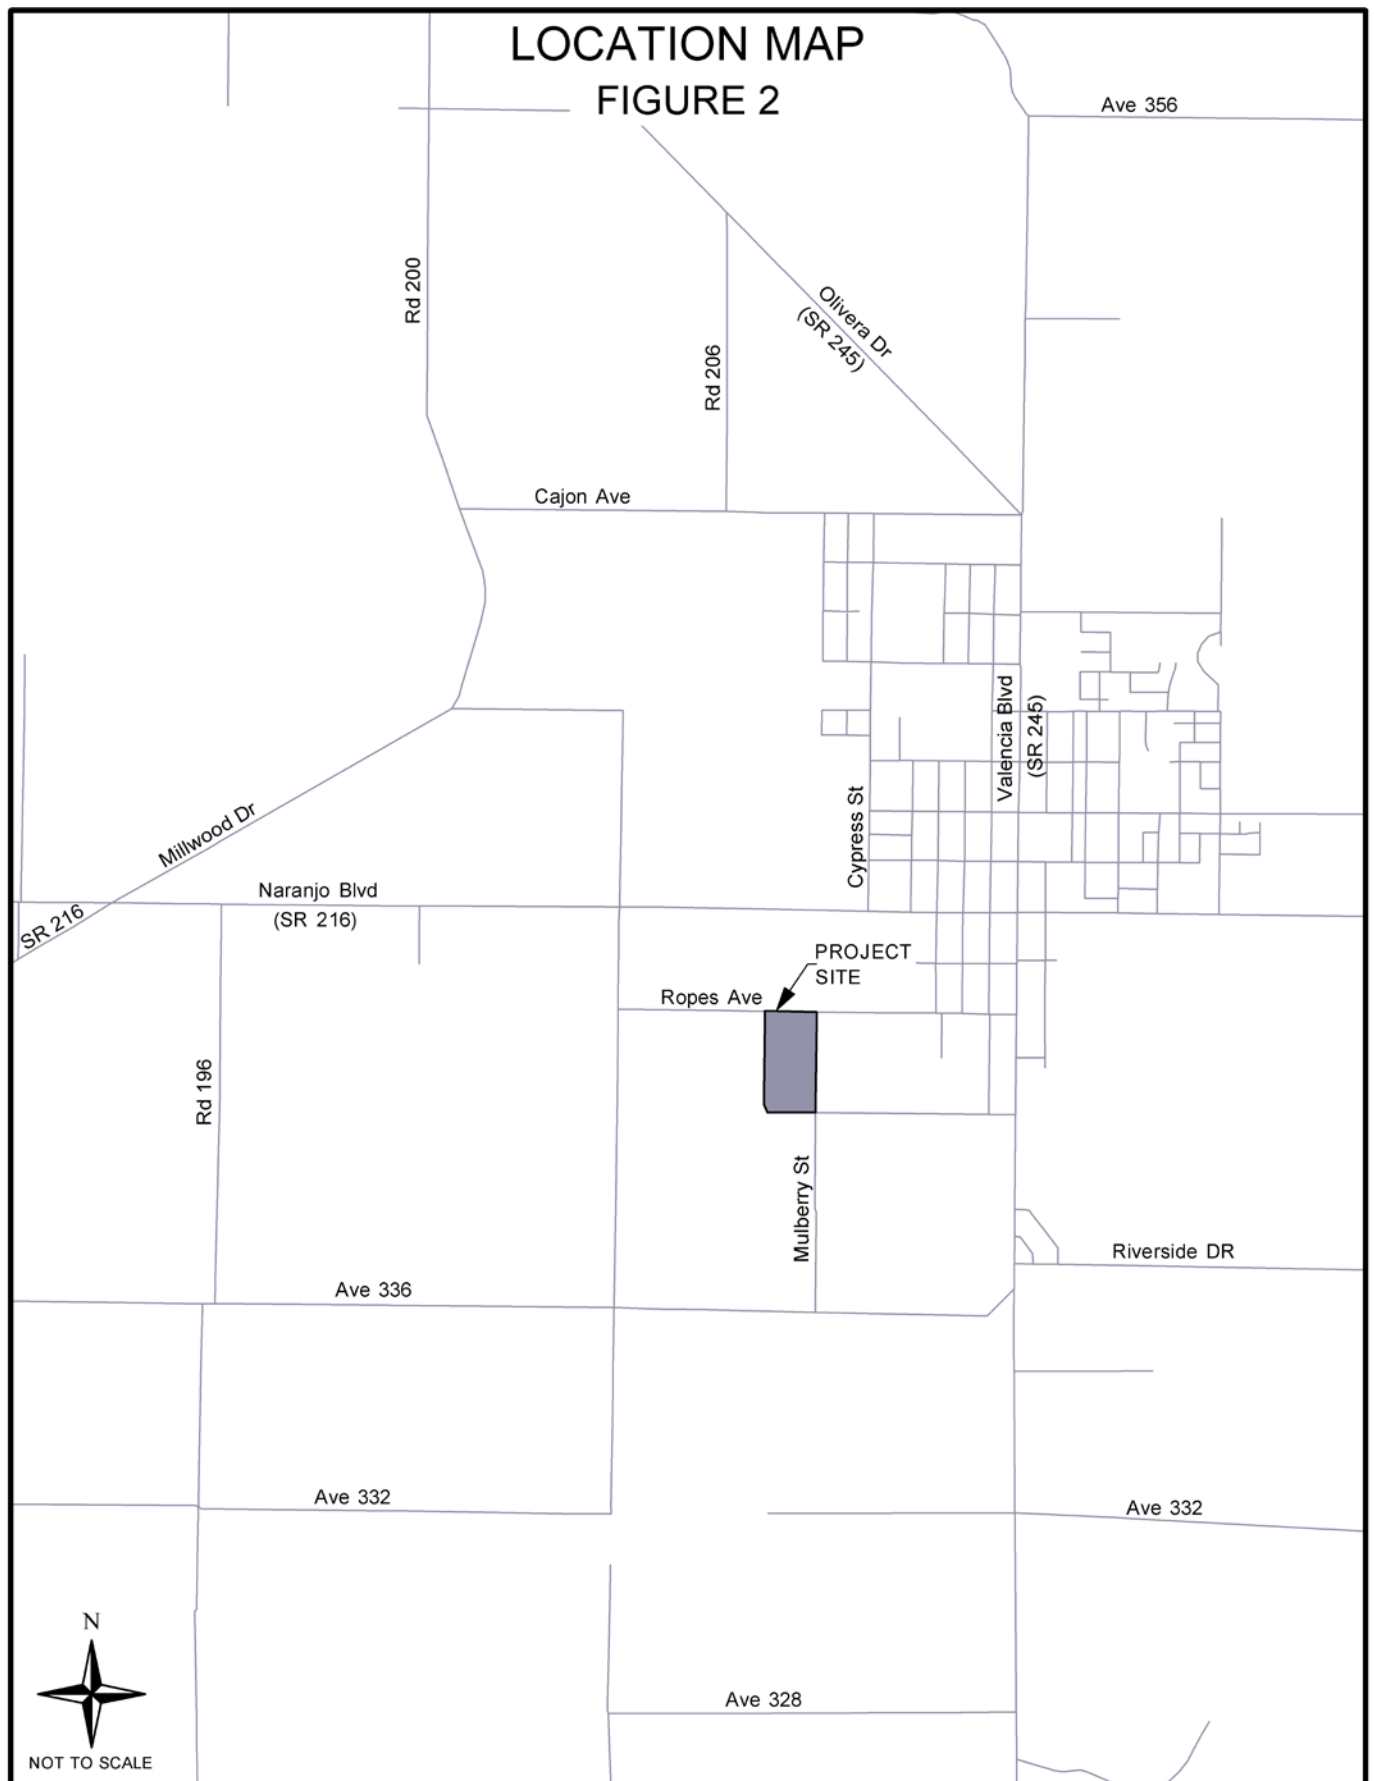 LOCATION MAP
FIGURE 2
Ave 356
Rd 200
Olivera Dr
(SR 245)
Rd 206
Cajon Ave
Valencia Blvd
(SR 245)
Cypress St
Millwood Dr
Naranjo Blvd
(SR 216)
SR 216
PROJECT
SITE
Ropes Ave
Rd 196
Mulberry St
Riverside DR
Ave 336
Ave 332
Ave 332
N
Ave 328
NOT TO SCALE